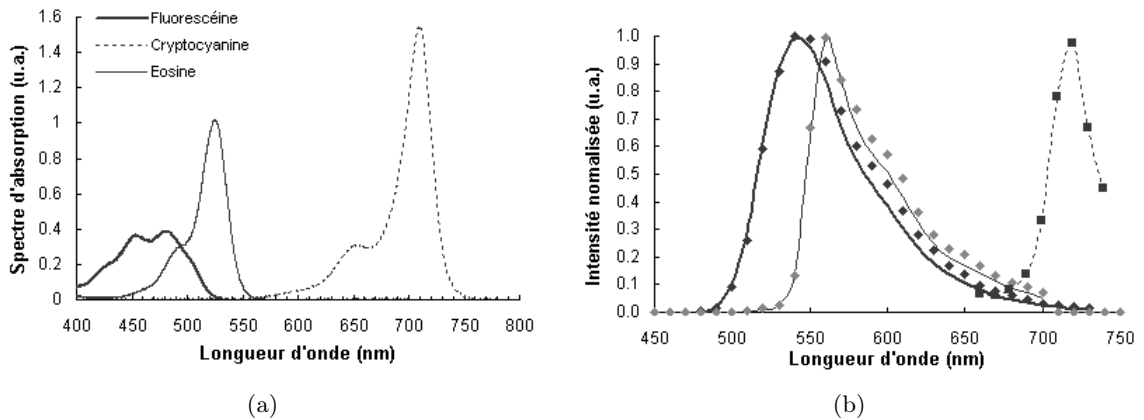 Spectre d'absorption (u.a.)
1.6
1.4
1.2
1
0.8
0.6
0.4
0.2
0
Fluorescéine
Cryptocyanine
Eosine
400 450 500 550 600 650 700 750 800
Longueur d'onde (nm)
(a)
Intensité nomalisée (u.a.)
1.0
0.9
0.8
0.7
0.6
0.5
0.4
0.3
0.2
0.1
0.0
450 500 550 600 650 700 750
Longueur d'onde (nm)
(b)